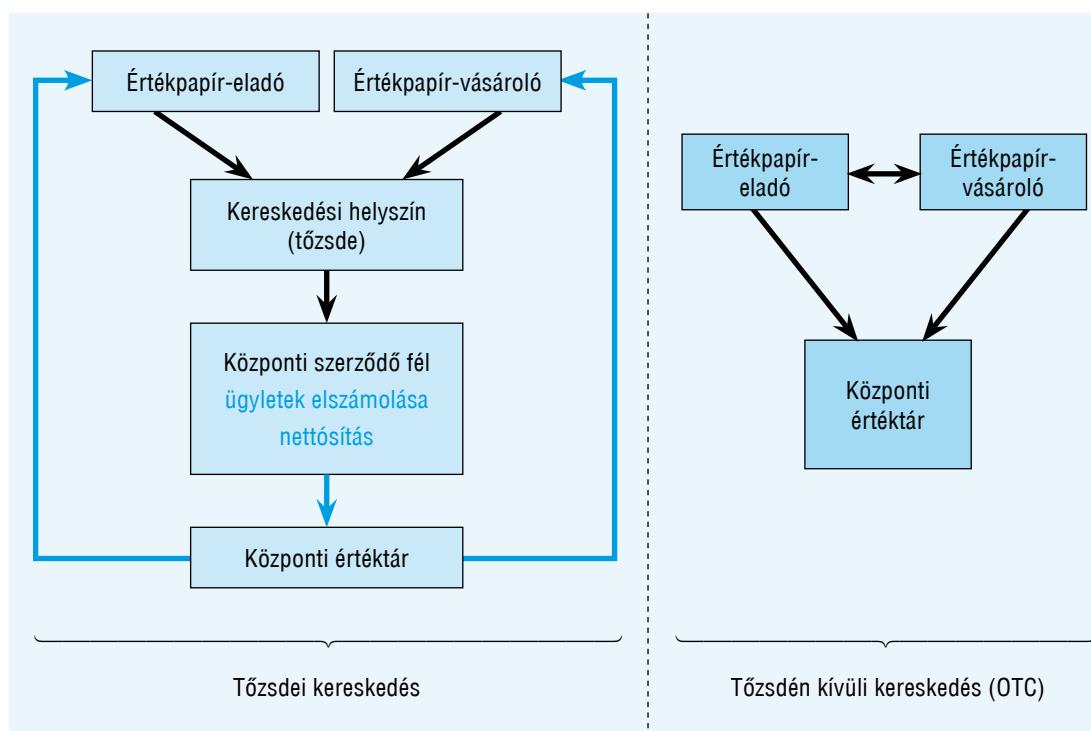 Értékpapír-eladó
Értékpapír-vásároló
Kereskedési helyszín
(tőzsde)
Központi szerződő fél
ügyletek elszámolása
nettósítás
Központi értéktár
Tőzsdei kereskedés
Értékpapír-
eladó
Értékpapír-
vásároló
Központi
értéktár
Tőzsdén kívüli kereskedés (OTC)